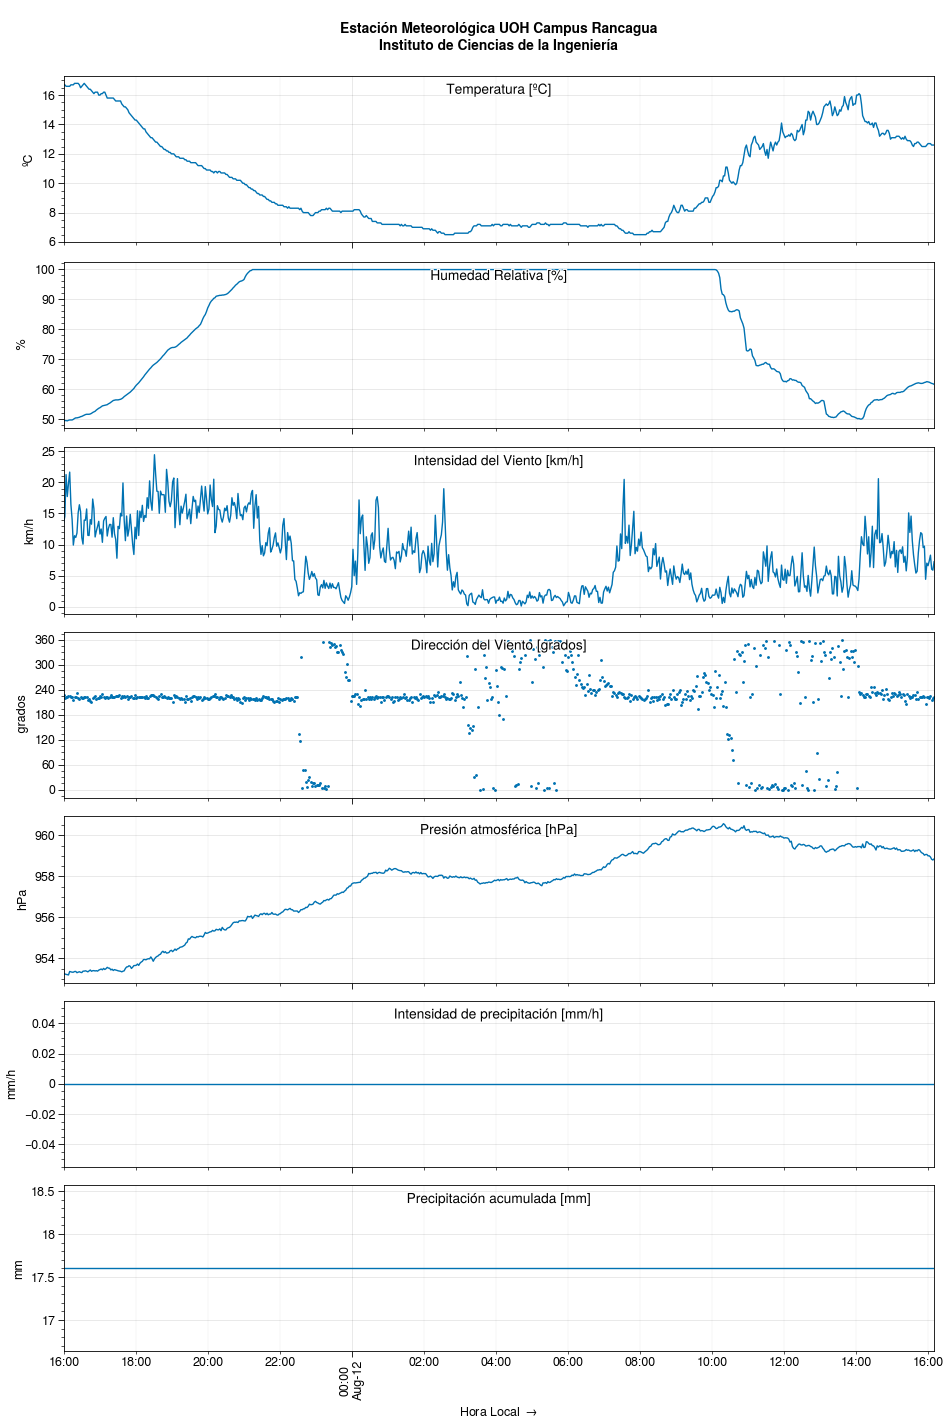 Estación Meteorológica UOH Campus Rancagua
Instituto de Ciencias de la Ingeniería
Temperatura [ºC]
ºC
16
14
12
10
8
6
Humedad Relativa [%]
%
100
90
80
70
60
50
Intensidad del Viento [km/h]
km/h
25
20
15
10
5
0
Dirección del Viento [grados]
grados
360
300
240
180
120
60
0
Presión atmosférica [hPa]
hPa
960
958
956
954
Intensidad de precipitación [mm/h]
mm/h
0.04
0.02
0
−0.02
−0.04
Precipitación acumulada [mm]
mm
18.5
18
17.5
17
16:00 18:00 20:00 22:00 00:00 02:00 04:00 06:00 08:00 10:00 12:00 14:00 16:00
Aug-12
Hora Local →